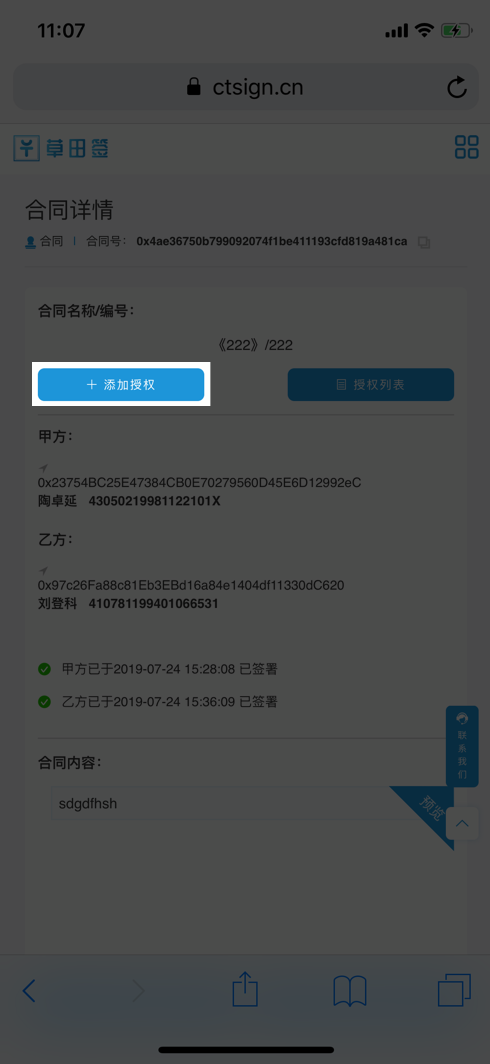 11:07
ctsign.cn
草田签
合同详情
合同 | 合同号： 0x4ae36750b799092074f1be411193cfd819a481ca
合同名称/编号：
《222》/222
+ 添加授权
授权列表
甲方：
0x23754BC25E47384CB0E70279560D45E6D12992eC
陶卓延 43050219981122101X
乙方：
0x97c26Fa88c81Eb3EBd16a84e1404df11330dC620
刘登科 410781199401066531
甲方已于2019-07-24 15:28:08 已签署
乙方已于2019-07-24 15:36:09 已签署
联系我们
合同内容：
预览
sdgdfhsh